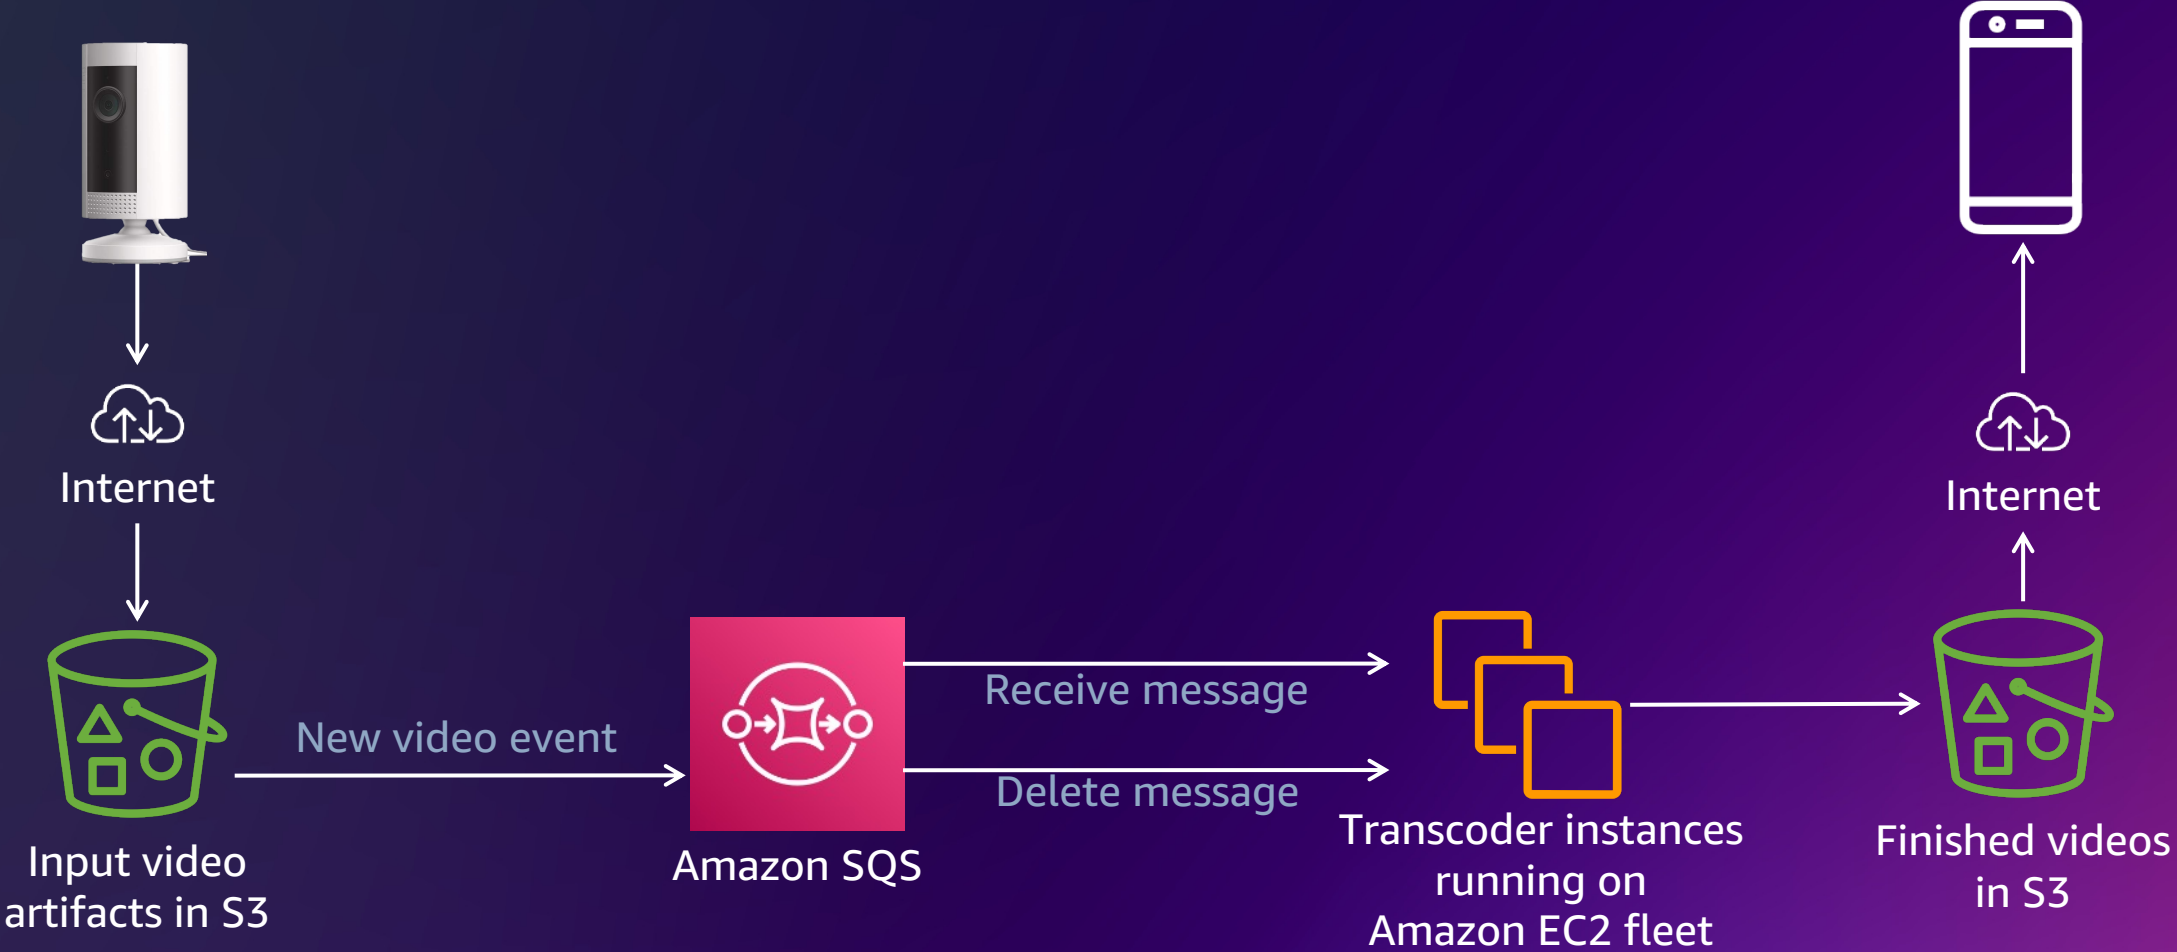 Internet
Input video
artifacts in S3
New video event
Amazon SQS
Receive message
Delete message
Transcoder instances
running on
Amazon EC2 fleet
Internet
Finished videos
in S3